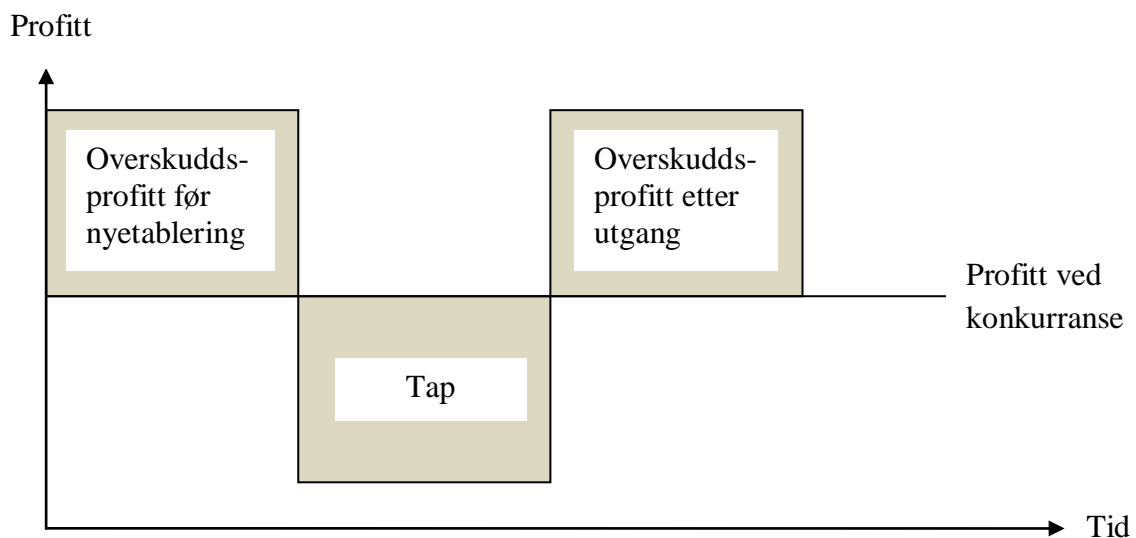 Profitt
Overskudds-
profitt før
nyetablering
Overskudds-
profitt etter
utgang
Profitt ved
konkurranse
Tap
Tid